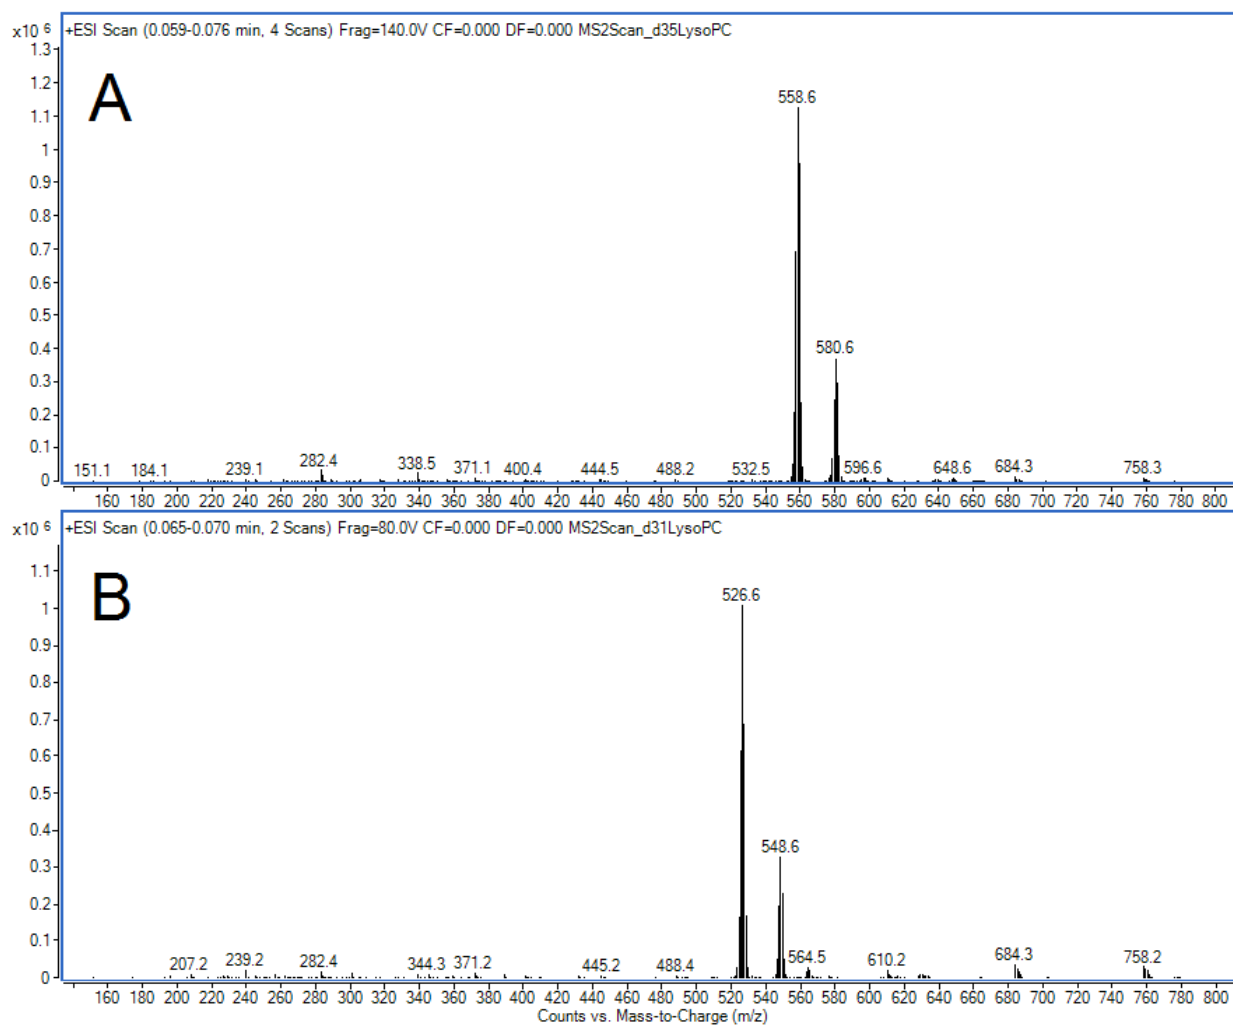 x10 6
+ESI Scan (0.059-0.076 min, 4 Scans) Frag=140.0V CF=0.000 DF=0.000 MS2Scan_d35LysoPC
1.3
A
1.2
1.1
558.6
1
0.9
0.8
0.7
0.6
0.5
0.4
580.6
0.3
0.2
0.1
151.1 184.1 239.1 282.4 338.5 371.1 400.4 444.5 488.2 532.5 596.6 648.6 684.3 758.3
0
160 180 200 220 240 260 280 300 320 340 360 380 400 420 440 460 480 500 520 540 560 580 600 620 640 660 680 700 720 740 760 780 800
x10 6
+ESI Scan (0.065-0.070 min, 2 Scans) Frag=80.0V CF=0.000 DF=0.000 MS2Scan_d31LysoPC
1.1
B
526.6
1
0.9
0.8
0.7
0.6
0.5
0.4
548.6
0.3
0.2
0.1
207.2 239.2 282.4 344.3 371.2 445.2 488.4 564.5 610.2 684.3 758.2
0
160 180 200 220 240 260 280 300 320 340 360 380 400 420 440 460 480 500 520 540 560 580 600 620 640 660 680 700 720 740 760 780 800
Counts vs. Mass-to-Charge (m/z)